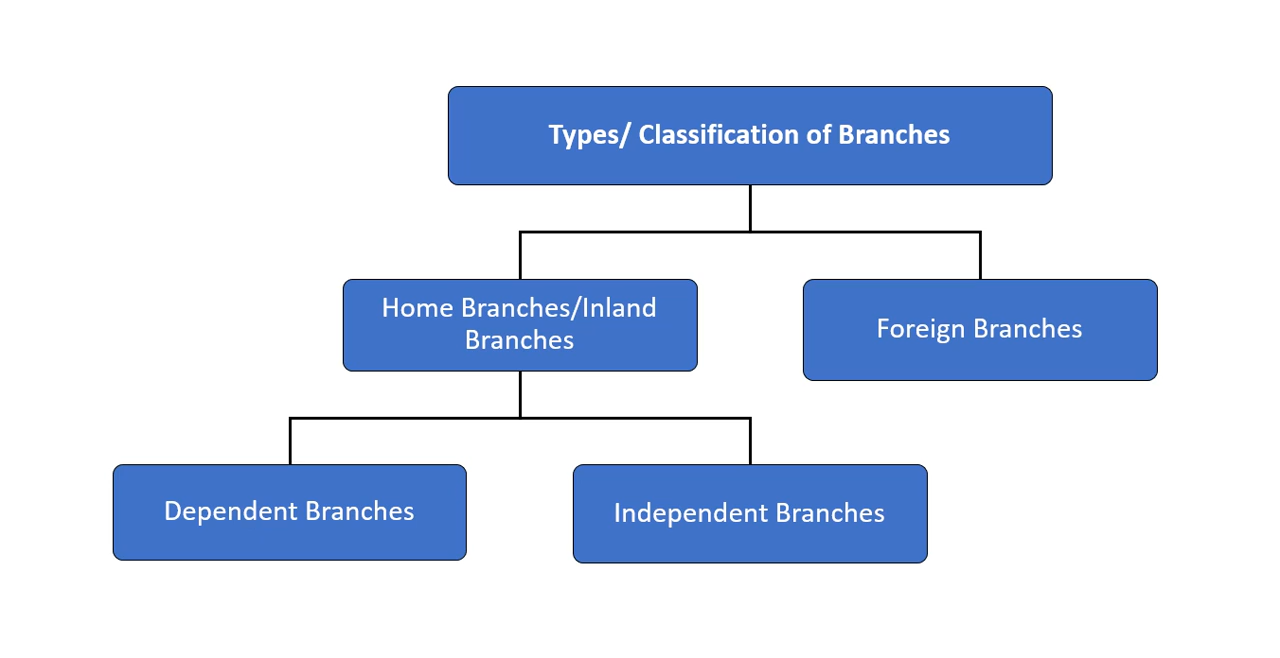 Types/ Classification of Branches
Home Branches/Inland
Branches
Foreign Branches
Dependent Branches
Independent Branches